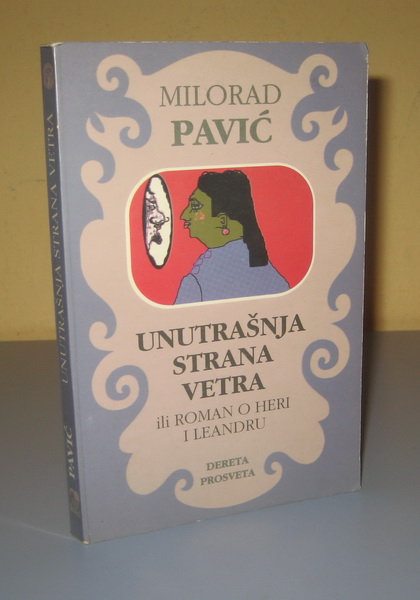 MILORAD
PAVIĆ
UNUTRAŠNJA
STRANA
VETRA
ili ROMAN O HERI
I LEANDRU
DERETA
PROSVETA
UNUTRAŠNJA STRANA VETRA
PAVIĆ